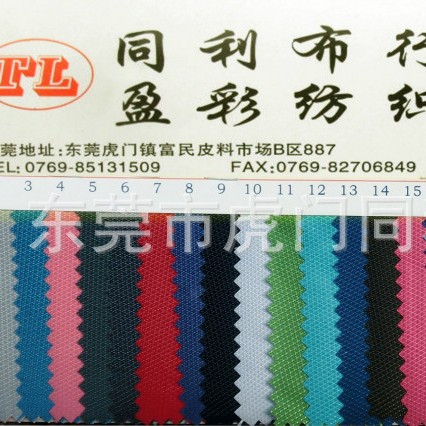 TL
同利布行
盈彩纺织
莞地址:东莞虎门镇富民皮料市场B区887
EL: 0769-85131509 FAX:0769-82706849
3 4 5 6 7 8 9 10 11 12 13 14 15
东莞市虎门同